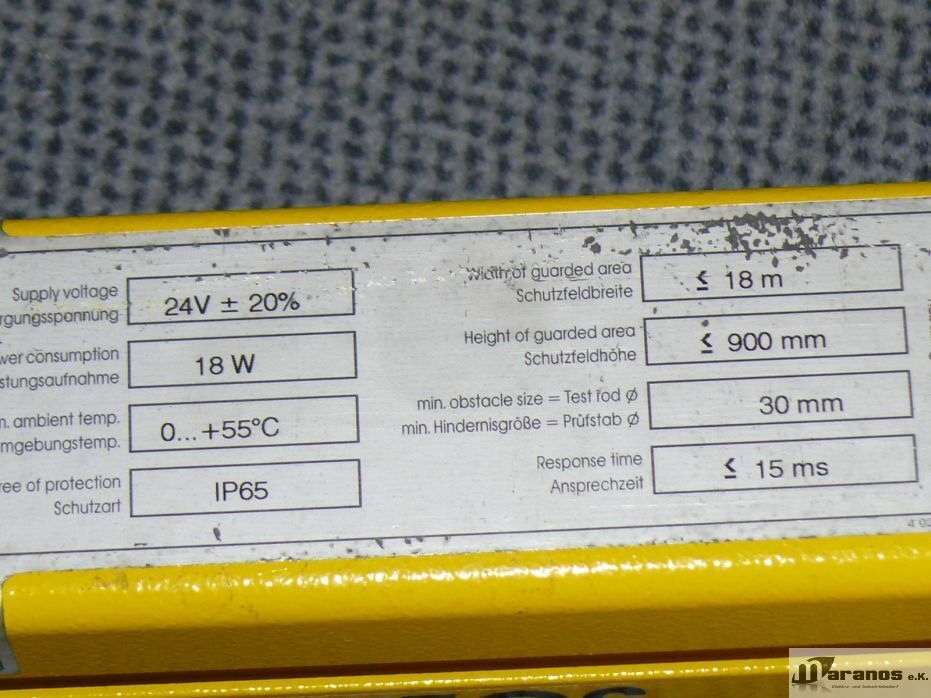 Supply voltage
rgungsspannung
24V ± 20%
wer consumption
stungsaufnahme
18 W
n. ambient temp.
mgebungstemp.
0...+55°C
ree of protection
Schutzart
IP65
Width of guarded area
Schutzfeldbreite
≤ 18 m
Height of guarded area
Schutzfeldhöhe
≤ 900 mm
min. obstacle size = Test rod Ø
min. Hindernisgröße = Prüfstab Ø
30 mm
Response time
Ansprechzeit
≤ 15 ms
Maranos e.K.